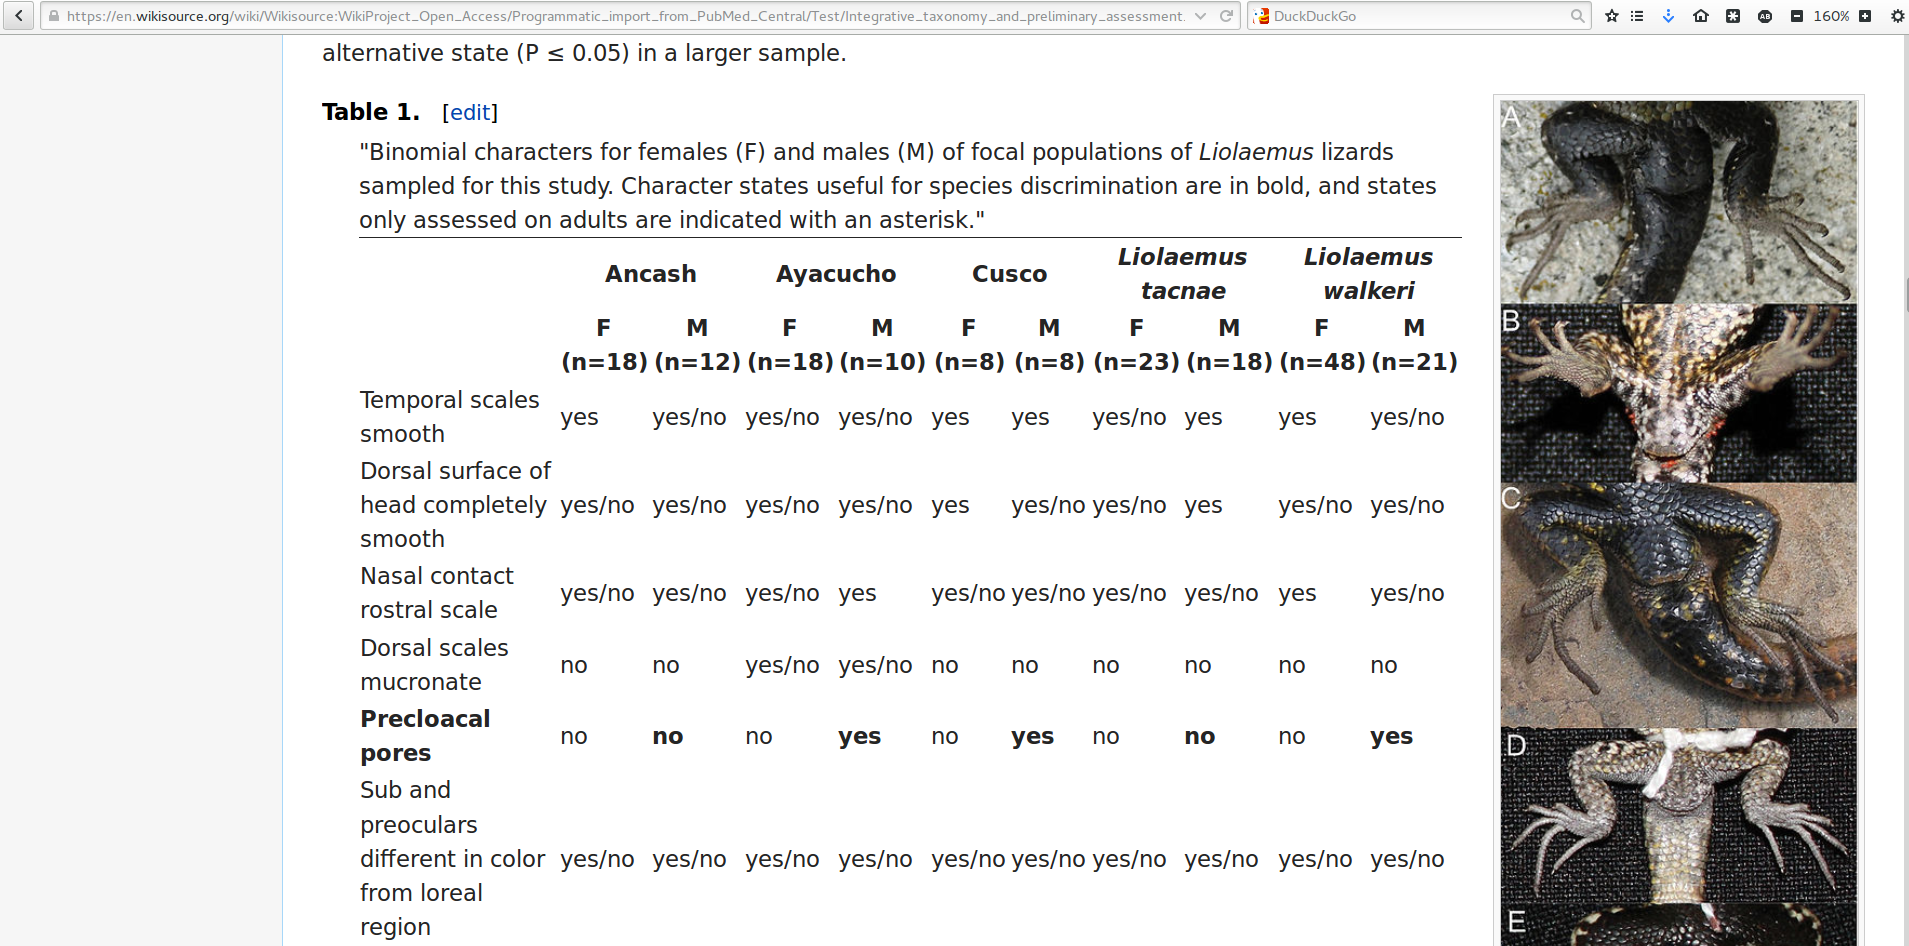 https://en.wikisource.org/wiki/Wikisource:WikiProject_Open_Access/Programmatic_import_from_PubMed_Central/Test/Integrative_taxonomy_and_preliminary_assessment.
DuckDuckGo
160%
alternative state (P ≤ 0.05) in a larger sample.
Table 1. [edit]
"Binomial characters for females (F) and males (M) of focal populations of Liolaemus lizards
sampled for this study. Character states useful for species discrimination are in bold, and states
only assessed on adults are indicated with an asterisk."
Ancash Ayacucho Cusco Liolaemus tacnae Liolaemus walkeri
F M F M F M F M F M
(n=18) (n=12) (n=18) (n=10) (n=8) (n=8) (n=23) (n=18) (n=48) (n=21)
Temporal scales
smooth
yes yes/no yes/no yes/no yes yes yes/no yes yes yes/no
Dorsal surface of
head completely
smooth
yes/no yes/no yes/no yes/no yes yes/no yes/no yes yes/no yes/no
Nasal contact
rostral scale
yes/no yes/no yes/no yes yes/no yes/no yes/no yes/no yes yes/no
Dorsal scales
mucronate
no no yes/no yes/no no no no no no no
Precloacal
pores
no no no yes no yes no no no yes
Sub and
preoculars
different in color
from loreal
region
yes/no yes/no yes/no yes/no yes/no yes/no yes/no yes/no yes/no yes/no
A
B
C
D
E